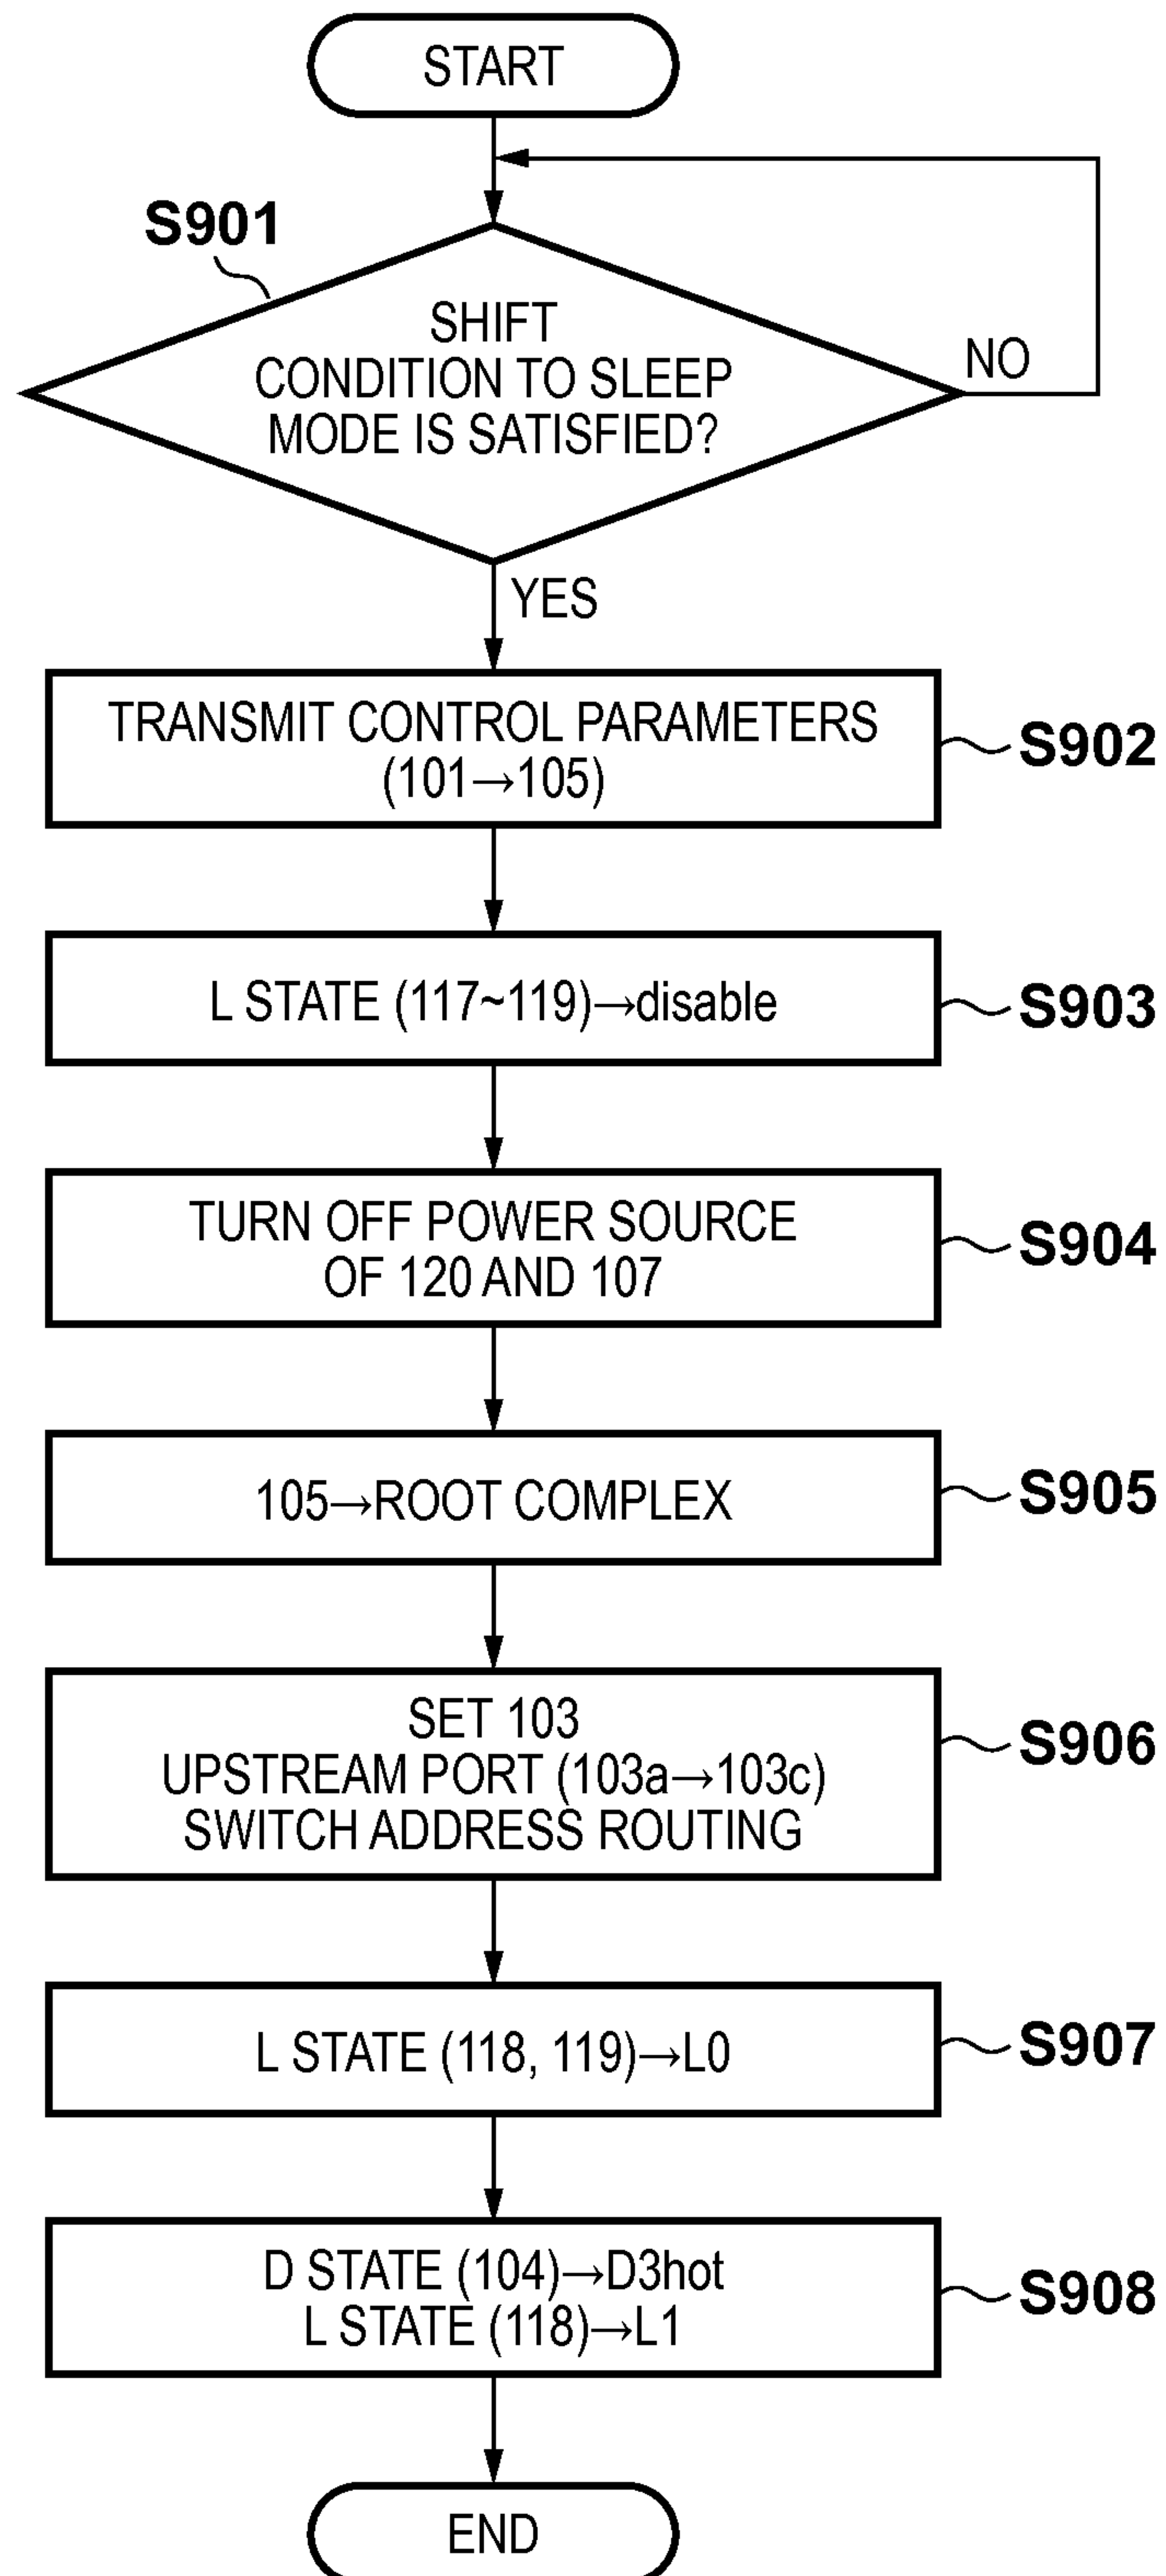 START
S901
SHIFT
CONDITION TO SLEEP
MODE IS SATISFIED?
NO
YES
TRANSMIT CONTROL PARAMETERS
(101→105)
S902
L STATE (117~119)→disable
S903
TURN OFF POWER SOURCE
OF 120 AND 107
S904
105→ROOT COMPLEX
S905
SET 103
UPSTREAM PORT (103a→103c)
SWITCH ADDRESS ROUTING
S906
L STATE (118, 119)→L0
S907
D STATE (104)→D3hot
L STATE (118)→L1
S908
END